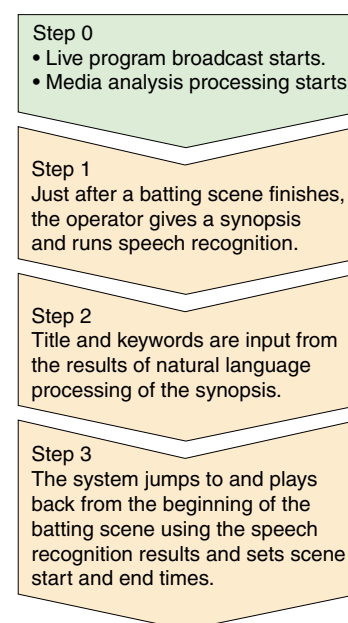 Step 0
• Live program broadcast starts.
• Media analysis processing starts
Step 1
Just after a batting scene finishes,
the operator gives a synopsis
and runs speech recognition.
Step 2
Title and keywords are input from
the results of natural language
processing of the synopsis.
Step 3
The system jumps to and plays
back from the beginning of the
batting scene using the speech
recognition results and sets scene
start and end times.